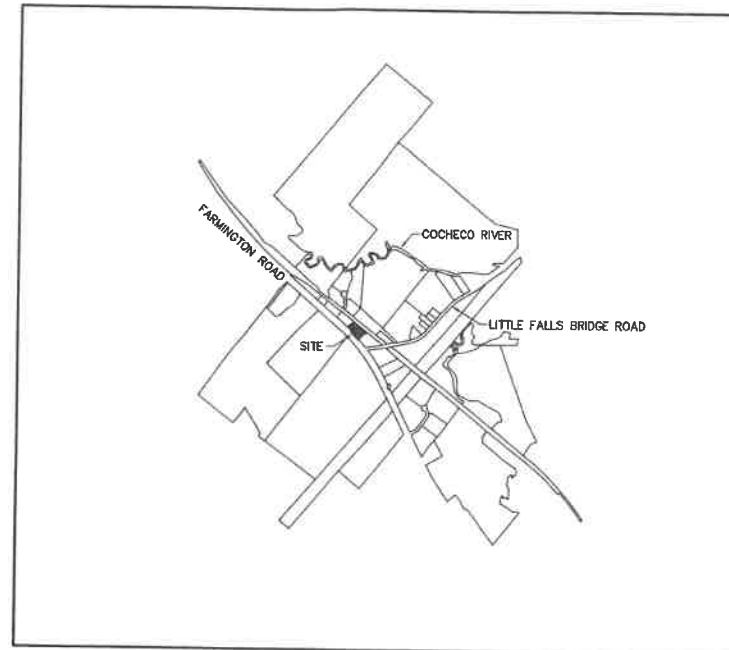 COCHECO RIVER
FARMINGTON ROAD
LITTLE FALLS BRIDGE ROAD
SITE